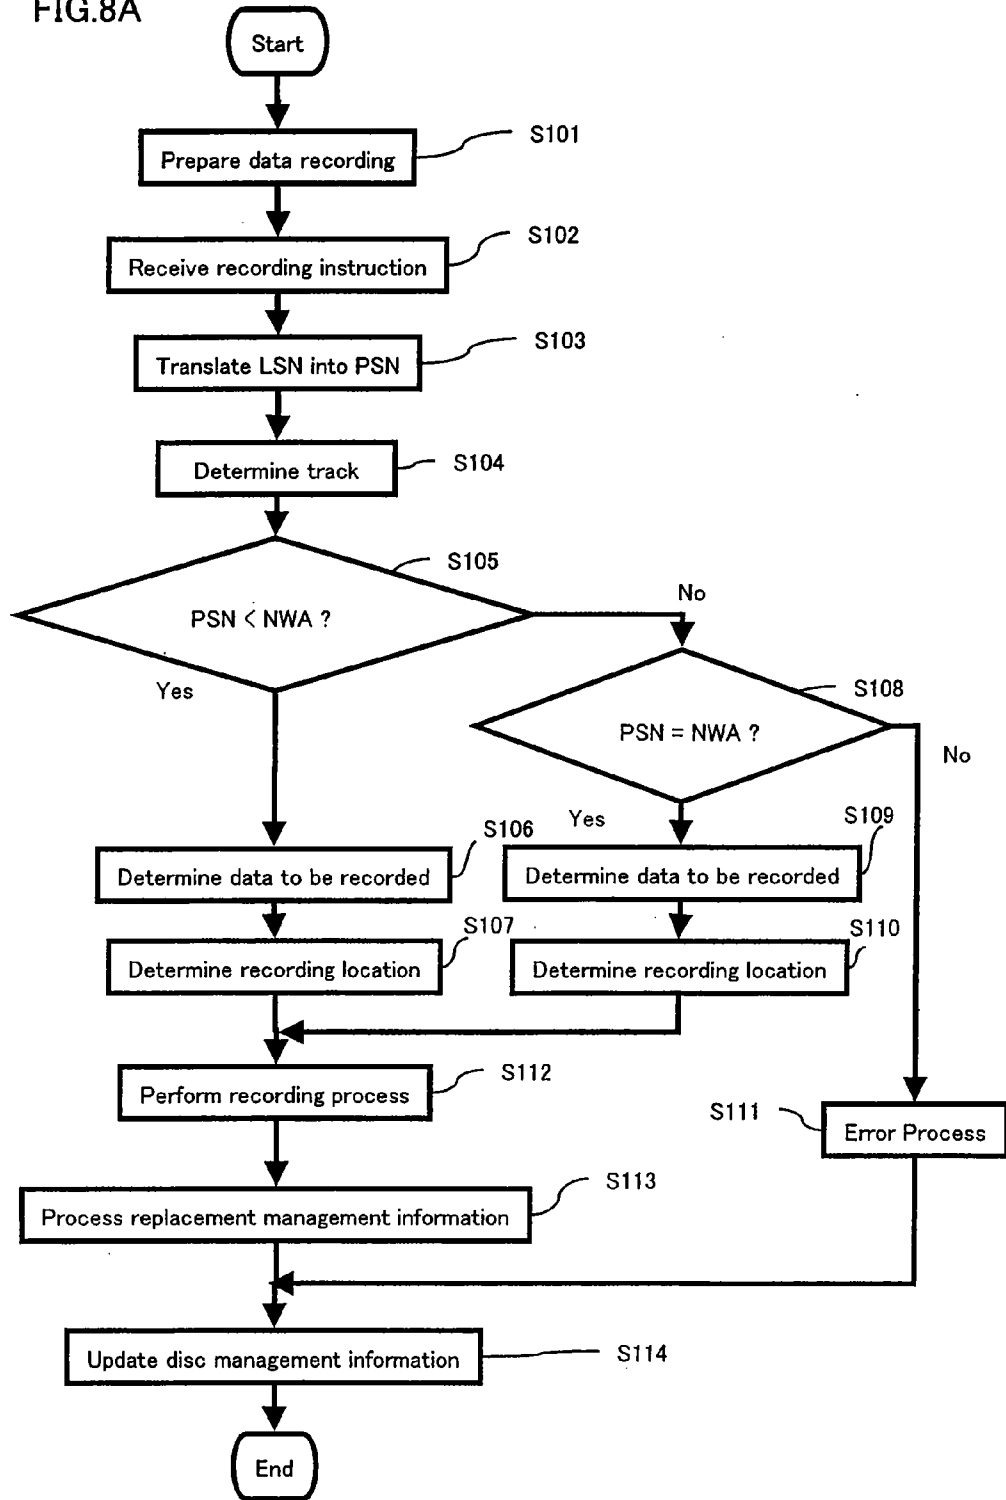 FIG.8A
Start
Prepare data recording
S101
Receive recording instruction
S102
Translate LSN into PSN
S103
Determine track
S104
PSN < NWA ?
S105
No
Yes
PSN = NWA ?
S108
No
Yes
Determine data to be recorded
S106
Determine data to be recorded
S109
Determine recording location
S107
Determine recording location
S110
Perform recording process
S112
S111
Error Process
Process replacement management information
S113
Update disc management information
S114
End